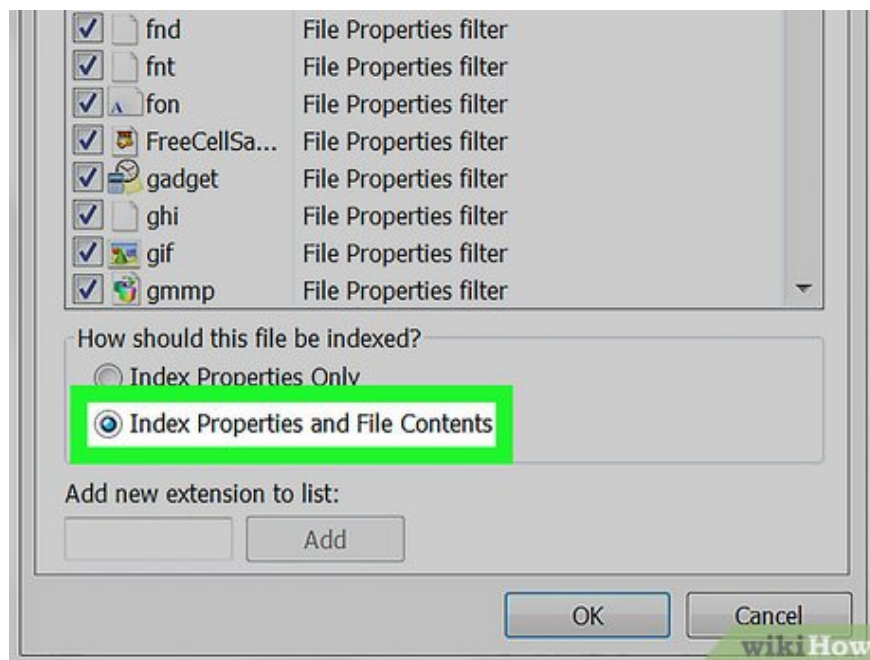 fnd File Properties filter
fnt File Properties filter
fon File Properties filter
FreeCellSa... File Properties filter
gadget File Properties filter
ghi File Properties filter
gif File Properties filter
gmmp File Properties filter
How should this file be indexed?
Index Properties Only
Index Properties and File Contents
Add new extension to list:
Add
OK Cancel
wikiHow